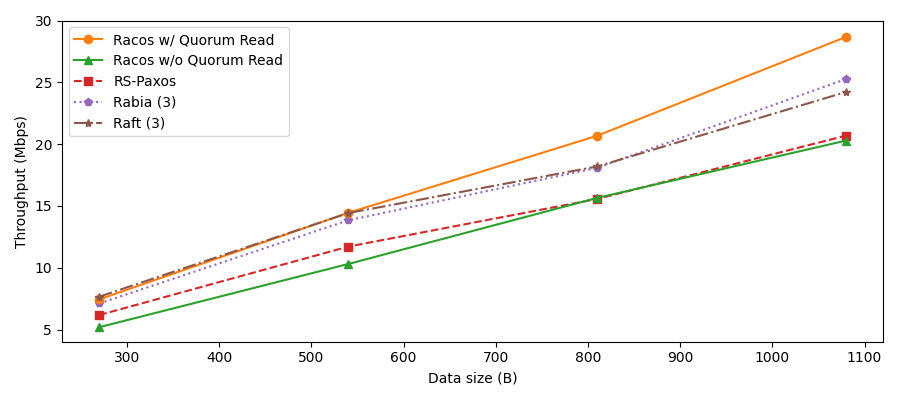 30
25
20
15
10
5
Throughput (Mbps)
Racos w/ Quorum Read
Racos w/o Quorum Read
RS-Paxos
Rabia (3)
Raft (3)
300 400 500 600 700 800 900 1000 1100
Data size (B)